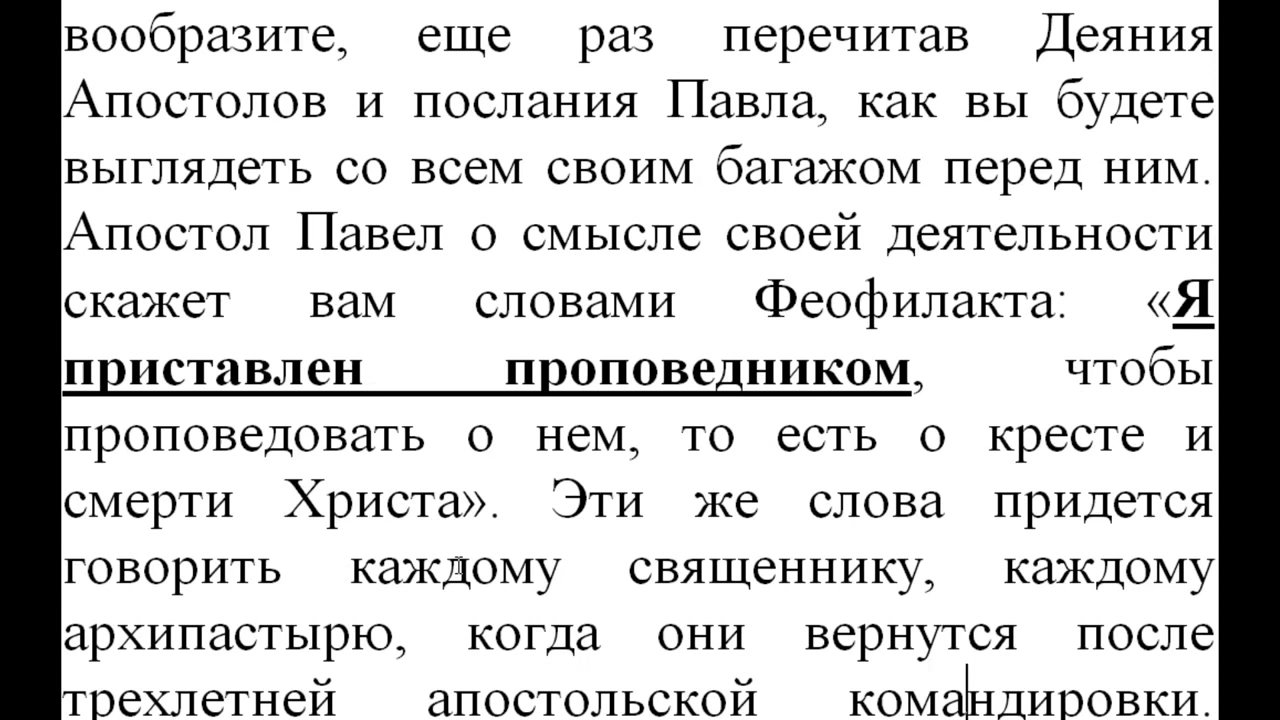 вообразите, еще раз перечитав Деяния
Апостолов и послания Павла, как вы будете
выглядеть со всем своим багажом перед ним.
Апостол Павел о смысле своей деятельности
скажет вам словами Феофилакта: «Я
приставлен проповедником, чтобы
проповедовать о нем, то есть о кресте и
смерти Христа». Эти же слова придется
говорить каждому священнику, каждому
архипастырю, когда они вернутся после
трехлетней апостольской командировки.